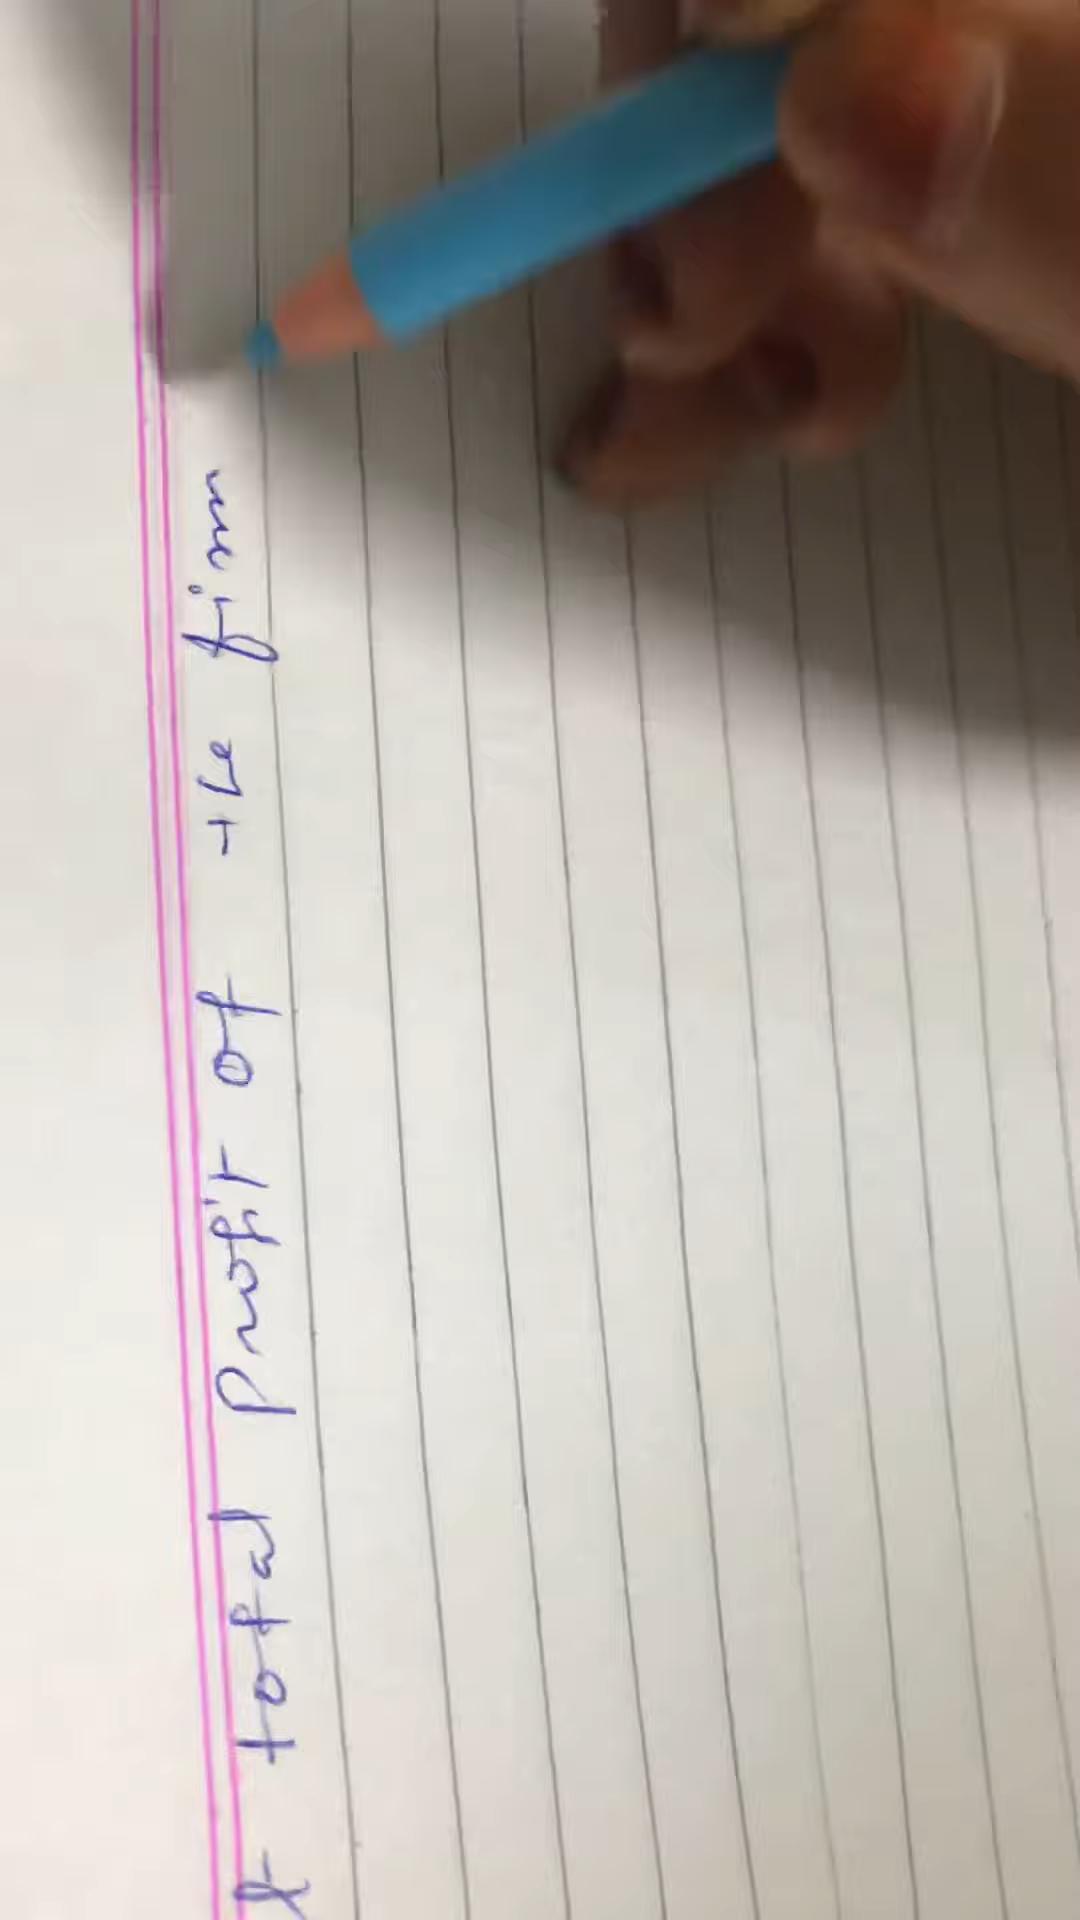 total profit of the firm